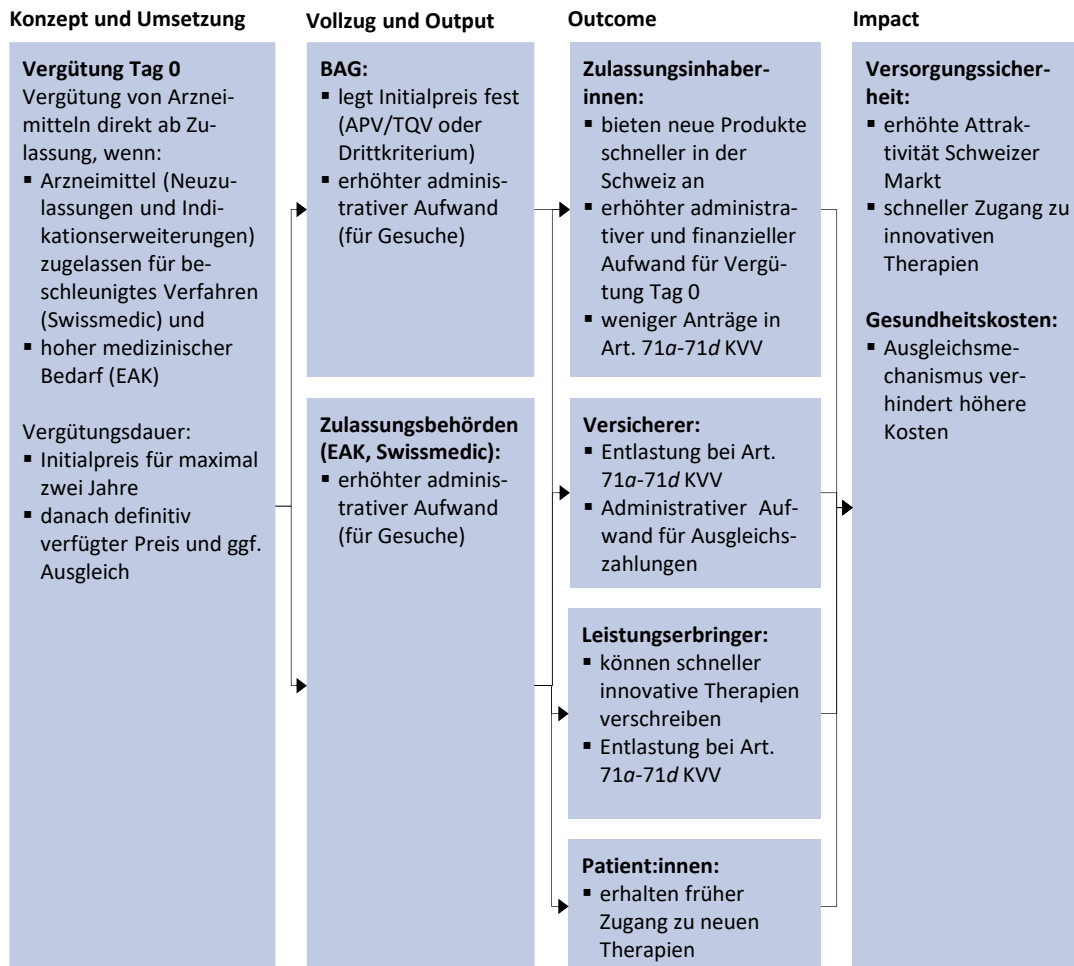 Konzept und Umsetzung
Vergütung Tag 0
Vergütung von Arznei-
mitteln direkt ab Zu-
lassung, wenn:
▪ Arzneimittel (Neuzu-
lassungen und Indi-
kationserweiterungen)
zugelassen für be-
schleunigtes Verfahren
(Swissmedic) und
▪ hoher medizinischer
Bedarf (EAK)
Vergütungsdauer:
▪ Initialpreis für maximal
zwei Jahre
▪ danach definitiv
verfügter Preis und ggf.
Ausgleich
Vollzug und Output
BAG:
▪ legt Initialpreis fest
(APV/TQV oder
Drittkriterium)
▪ erhöhter adminis-
trativer Aufwand
(für Gesuche)
Zulassungsbehörden
(EAK, Swissmedic):
▪ erhöhter adminis-
trativer Aufwand
(für Gesuche)
Outcome
Zulassungsinhaber-
innen:
▪ bieten neue Produkte
schneller in der
Schweiz an
▪ erhöhter administra-
tiver und finanzieller
Aufwand für Vergü-
tung Tag 0
▪ weniger Anträge in
Art. 71a-71d KVV
Versicherer:
▪ Entlastung bei Art.
71a-71d KVV
▪ Administrativer Auf-
wand für Ausgleichs-
zahlungen
Leistungserbringer:
▪ können schneller
innovative Therapien
verschreiben
▪ Entlastung bei Art.
71a-71d KVV
Patient:innen:
▪ erhalten früher
Zugang zu neuen
Therapien
Impact
Versorgungssicher-
heit:
▪ erhöhte Attrak-
tivität Schweizer
Markt
▪ schneller Zugang zu
innovativen
Therapien
Gesundheitskosten:
▪ Ausgleichsme-
chanismus ver-
hindert höhere
Kosten